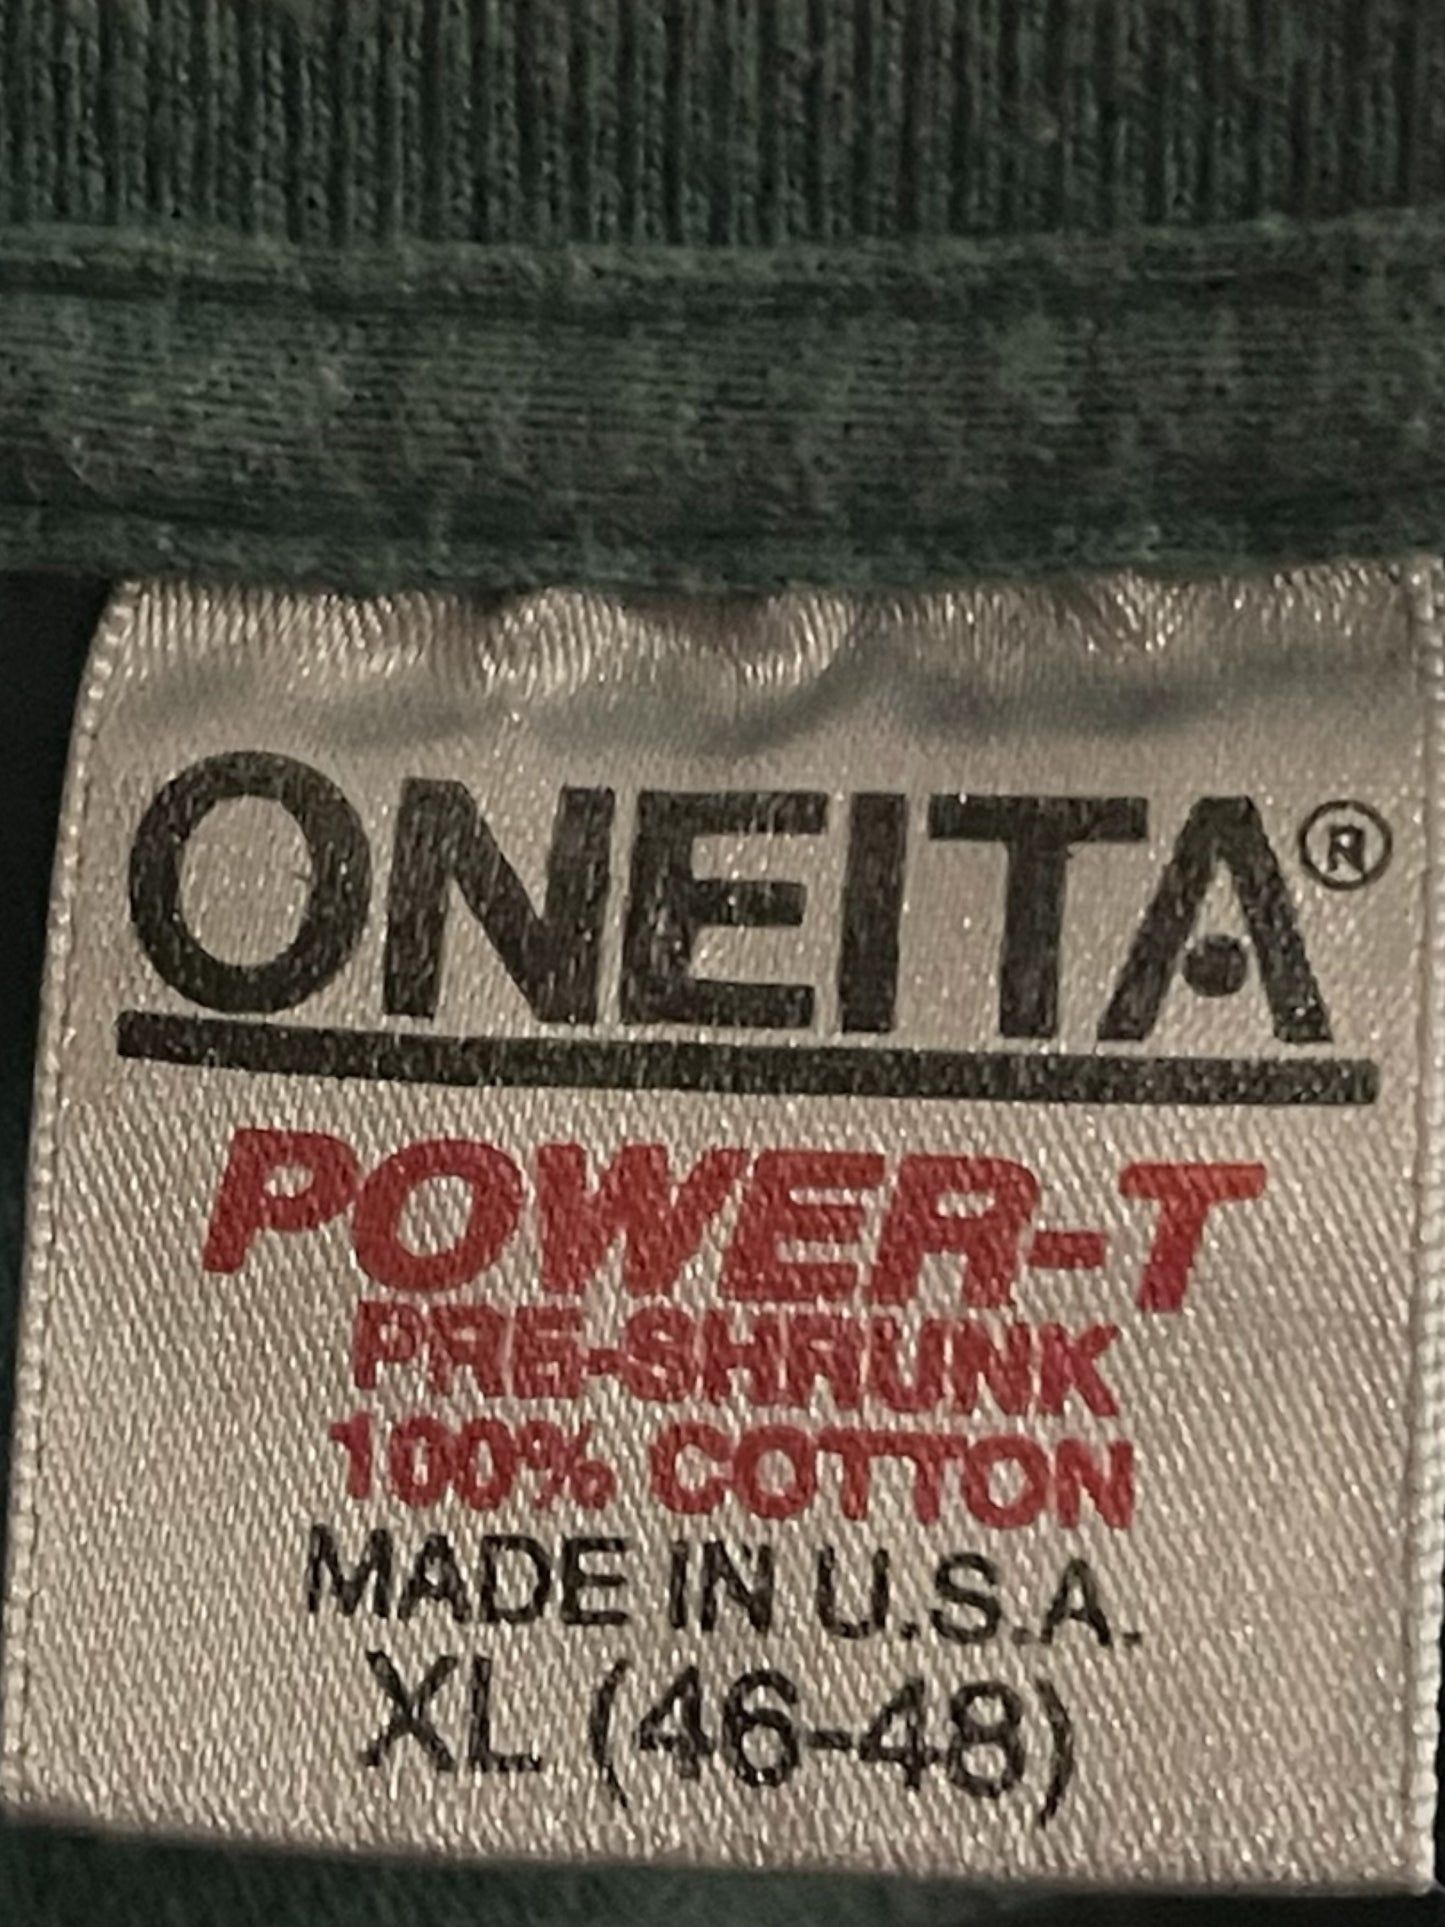 ONEITA®
POWER-T
PRE-SHRUNK
100% COTTON
MADE IN U.S.A.
XL (46-48)